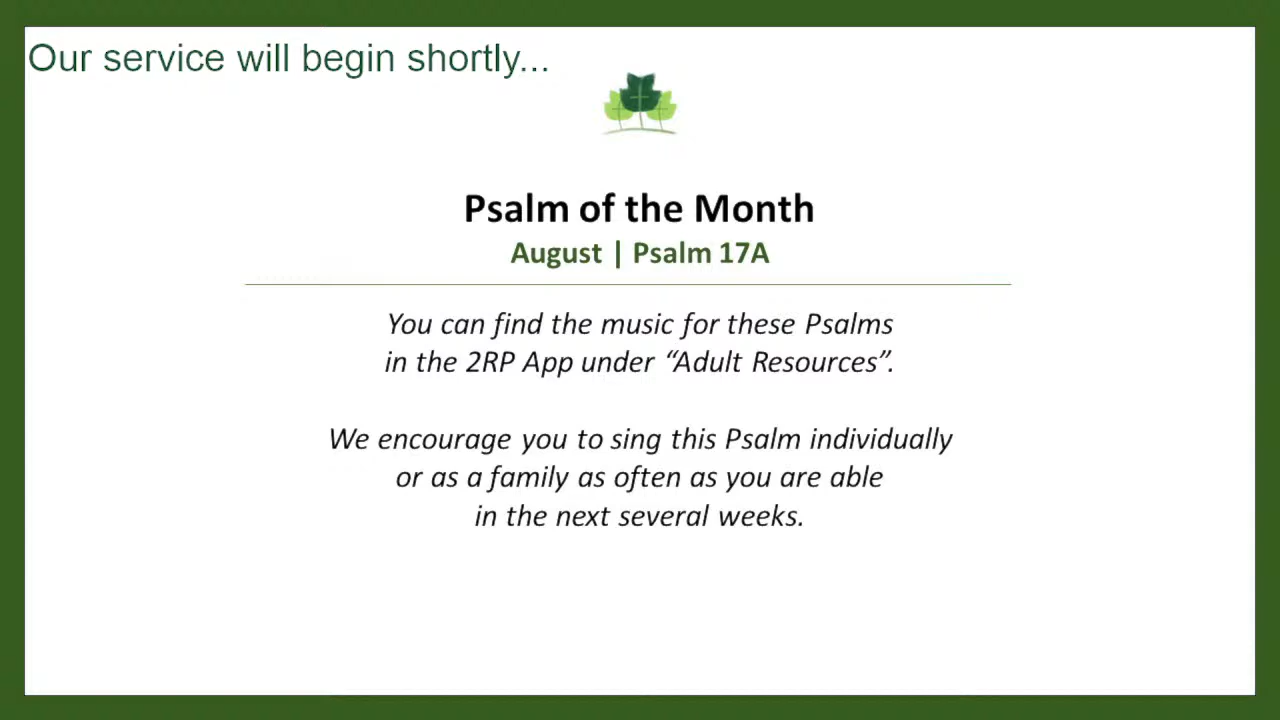 Our service will begin shortly...
Psalm of the Month
August | Psalm 17A
You can find the music for these Psalms
in the 2RP App under “Adult Resources”.
We encourage you to sing this Psalm individually
or as a family as often as you are able
in the next several weeks.